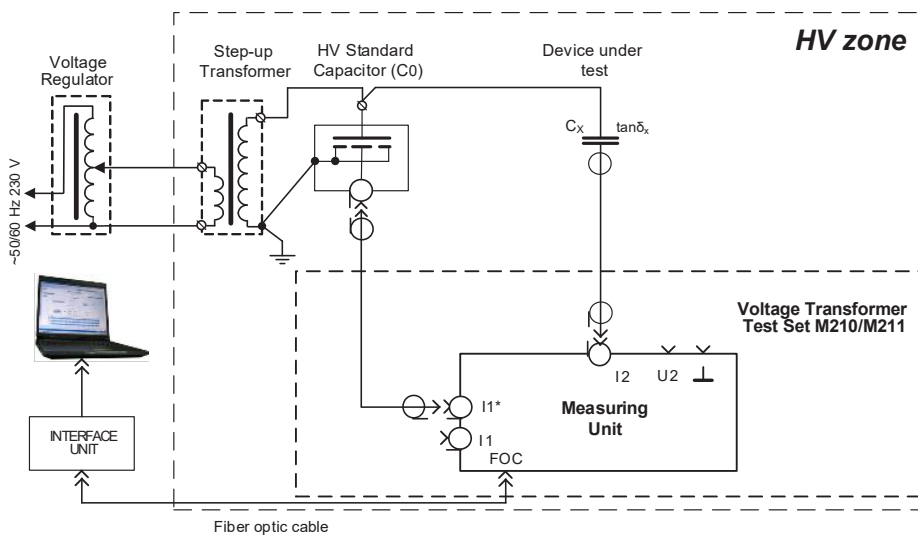 HV zone
Voltage
Regulator
Step-up
Transformer
HV Standard
Capacitor (C0)
Device under
test
Cx tanδx
~50/60 Hz 230 V
Voltage Transformer
Test Set M210/M211
I2 U2
I1*
Measuring
Unit
I1
FOC
INTERFACE
UNIT
Fiber optic cable